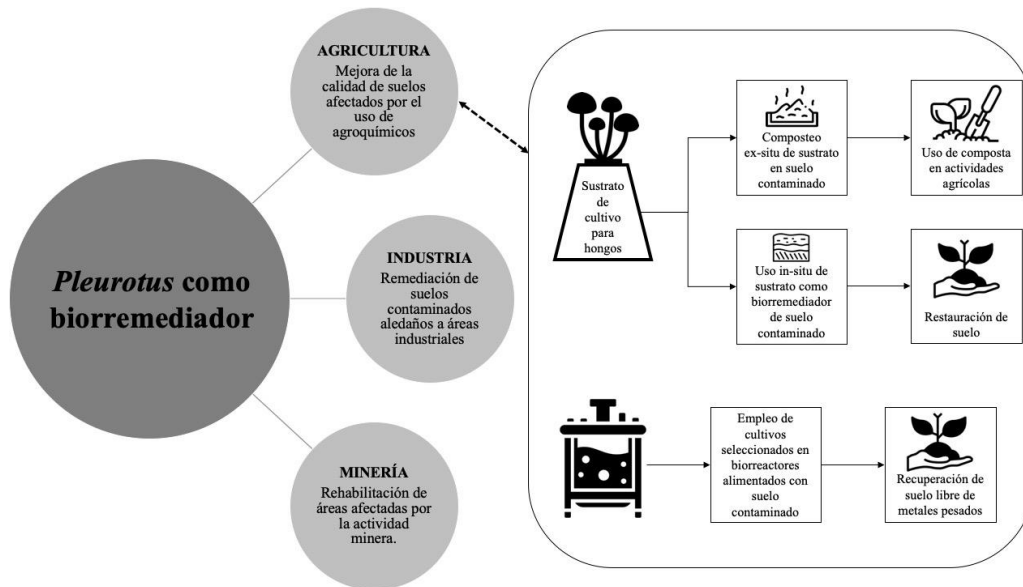 Pleurotus como
biorremediador
AGRICULTURA
Mejora de la
calidad de suelos
afectados por el
uso de
agroquímicos
INDUSTRIA
Remediación de
suelos
contaminados
aledaños a áreas
industriales
MINERÍA
Rehabilitación de
áreas afectadas por
la actividad
minera.
Sustrato
de
cultivo
para
hongos
Composteo
ex-situ de sustrato
en suelo
contaminado
Uso de composta
en actividades
agrícolas
Uso in-situ de
sustrato como
biorremediador
de suelo
contaminado
Restauración de
suelo
Empleo de
cultivos
seleccionados en
biorreactores
alimentados con
suelo
contaminado
Recuperación de
suelo libre de
metales pesados